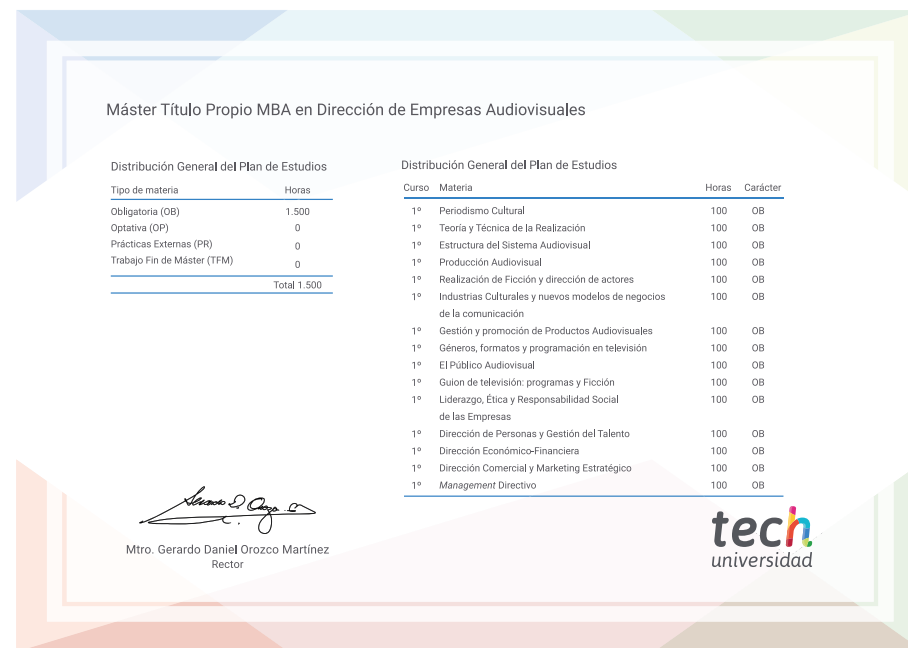 Máster Título Propio MBA en Dirección de Empresas Audiovisuales
Distribución General del Plan de Estudios
Tipo de materia Horas
Obligatoria (OB) 1.500
Optativa (OP) 0
Prácticas Externas (PR) 0
Trabajo Fin de Máster (TFM) 0
Total 1.500
Distribución General del Plan de Estudios
Curso Materia Horas Carácter
1º Periodismo Cultural 100 OB
1º Teoría y Técnica de la Realización 100 OB
1º Estructura del Sistema Audiovisual 100 OB
1º Producción Audiovisual 100 OB
1º Realización de Ficción y dirección de actores 100 OB
1º Industrias Culturales y nuevos modelos de negocios 100 OB
de la comunicación
1º Gestión y promoción de Productos Audiovisuales 100 OB
1º Géneros, formatos y programación en televisión 100 OB
1º El Público Audiovisual 100 OB
1º Guion de televisión: programas y Ficción 100 OB
1º Liderazgo, Ética y Responsabilidad Social 100 OB
de las Empresas
1º Dirección de Personas y Gestión del Talento 100 OB
1º Dirección Económico-Financiera 100 OB
1º Dirección Comercial y Marketing Estratégico 100 OB
1º Management Directivo 100 OB
Mtro. Gerardo Daniel Orozco Martínez
Rector
tech
universidad